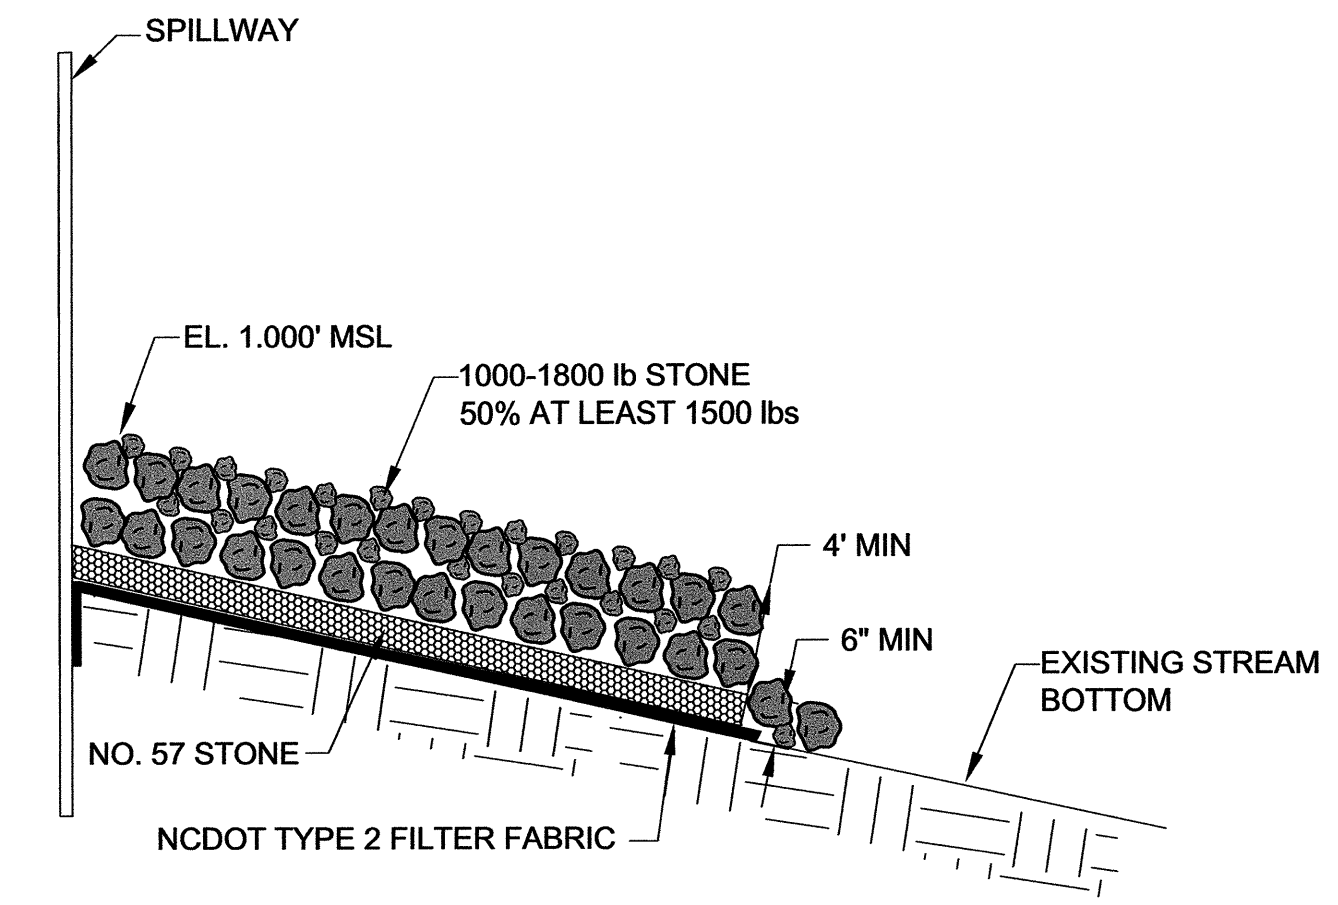 SPILLWAY
EL. 1.000' MSL
1000-1800 lb STONE
50% AT LEAST 1500 lbs
4' MIN
6" MIN
EXISTING STREAM
BOTTOM
NO. 57 STONE
NCDOT TYPE 2 FILTER FABRIC